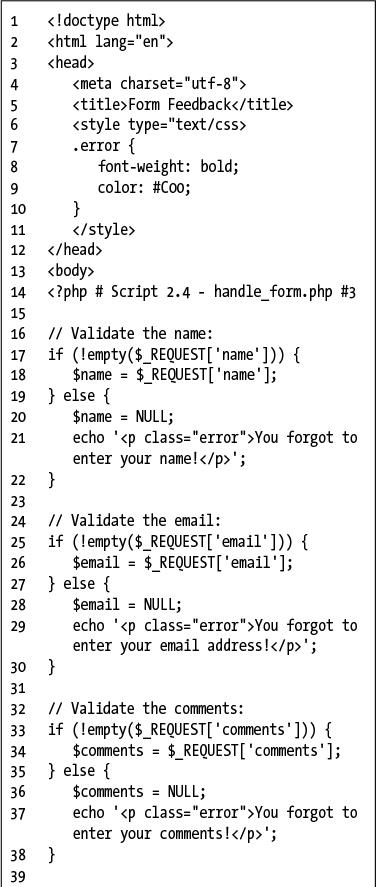 1 <!doctype html>
2 <html lang="en">
3 <head>
4 <meta charset="utf-8">
5 <title>Form Feedback</title>
6 <style type="text/css>
7 .error {
8 font-weight: bold;
9 color: #C00;
10 }
11 </style>
12 </head>
13 <body>
14 <?php # Script 2.4 - handle_form.php #3
15
16 // Validate the name:
17 if (!empty($_REQUEST['name'])) {
18 $name = $_REQUEST['name'];
19 } else {
20 $name = NULL;
21 echo '<p class="error">You forgot to
enter your name!</p>';
22 }
23
24 // Validate the email:
25 if (!empty($_REQUEST['email'])) {
26 $email = $_REQUEST['email'];
27 } else {
28 $email = NULL;
29 echo '<p class="error">You forgot to
enter your email address!</p>';
30 }
31
32 // Validate the comments:
33 if (!empty($_REQUEST['comments'])) {
34 $comments = $_REQUEST['comments'];
35 } else {
36 $comments = NULL;
37 echo '<p class="error">You forgot to
enter your comments!</p>';
38 }
39